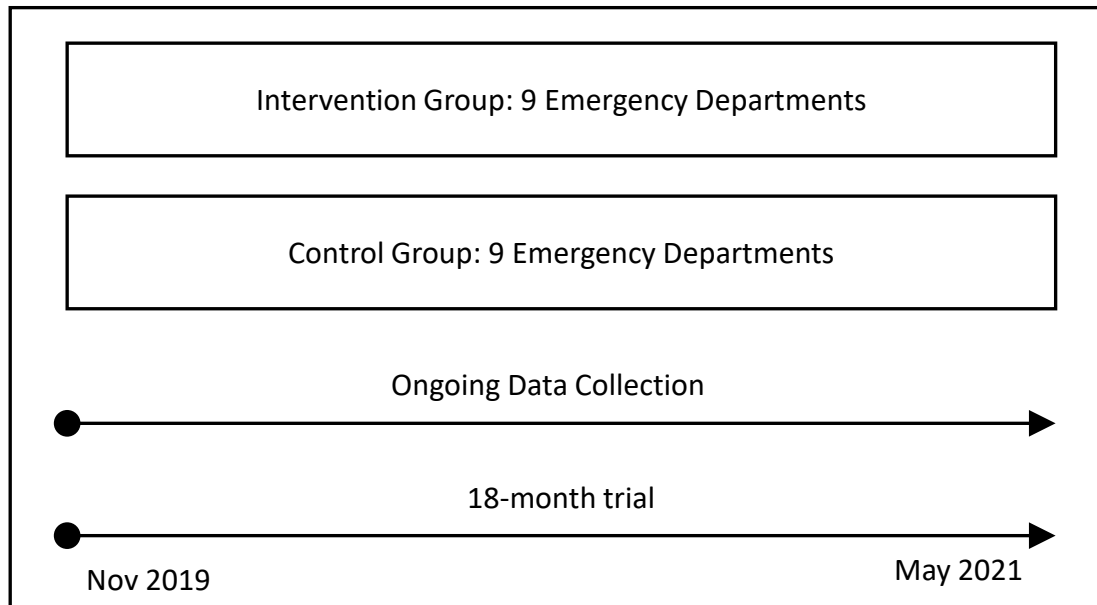 Intervention Group: 9 Emergency Departments
Control Group: 9 Emergency Departments
Ongoing Data Collection
18-month trial
Nov 2019
May 2021